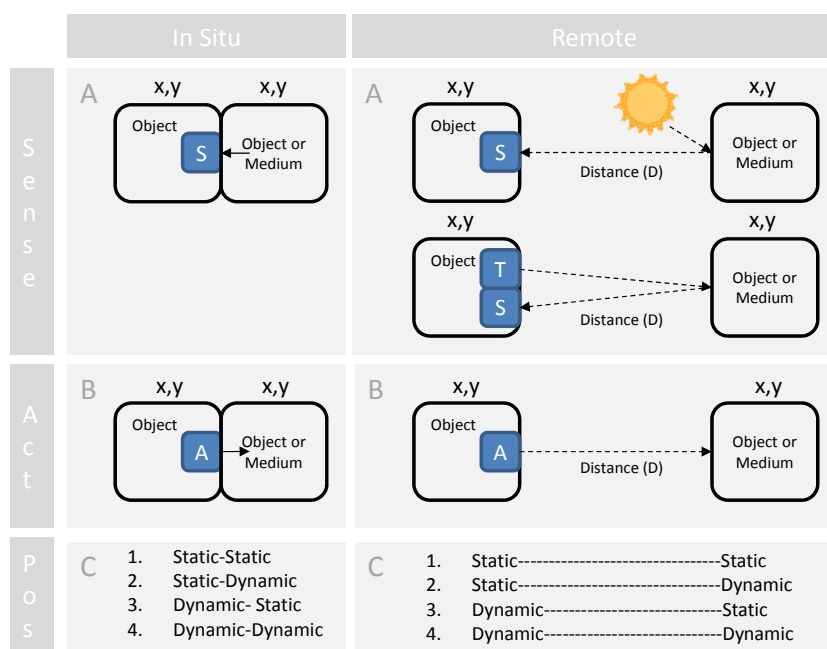 In Situ
Remote
S
e
n
s
e
A
x,y
x,y
Object
S
Object or
Medium
A
x,y
x,y
Object
S
Distance (D)
Object or
Medium
x,y
x,y
Object
T
S
Distance (D)
Object or
Medium
A
c
t
B
x,y
x,y
Object
A
Object or
Medium
B
x,y
x,y
Object
A
Distance (D)
Object or
Medium
P
o
s
C
1. Static-Static
2. Static-Dynamic
3. Dynamic- Static
4. Dynamic-Dynamic
C
1. Static------------------------------------Static
2. Static------------------------------------Dynamic
3. Dynamic-------------------------------Static
4. Dynamic-------------------------------Dynamic